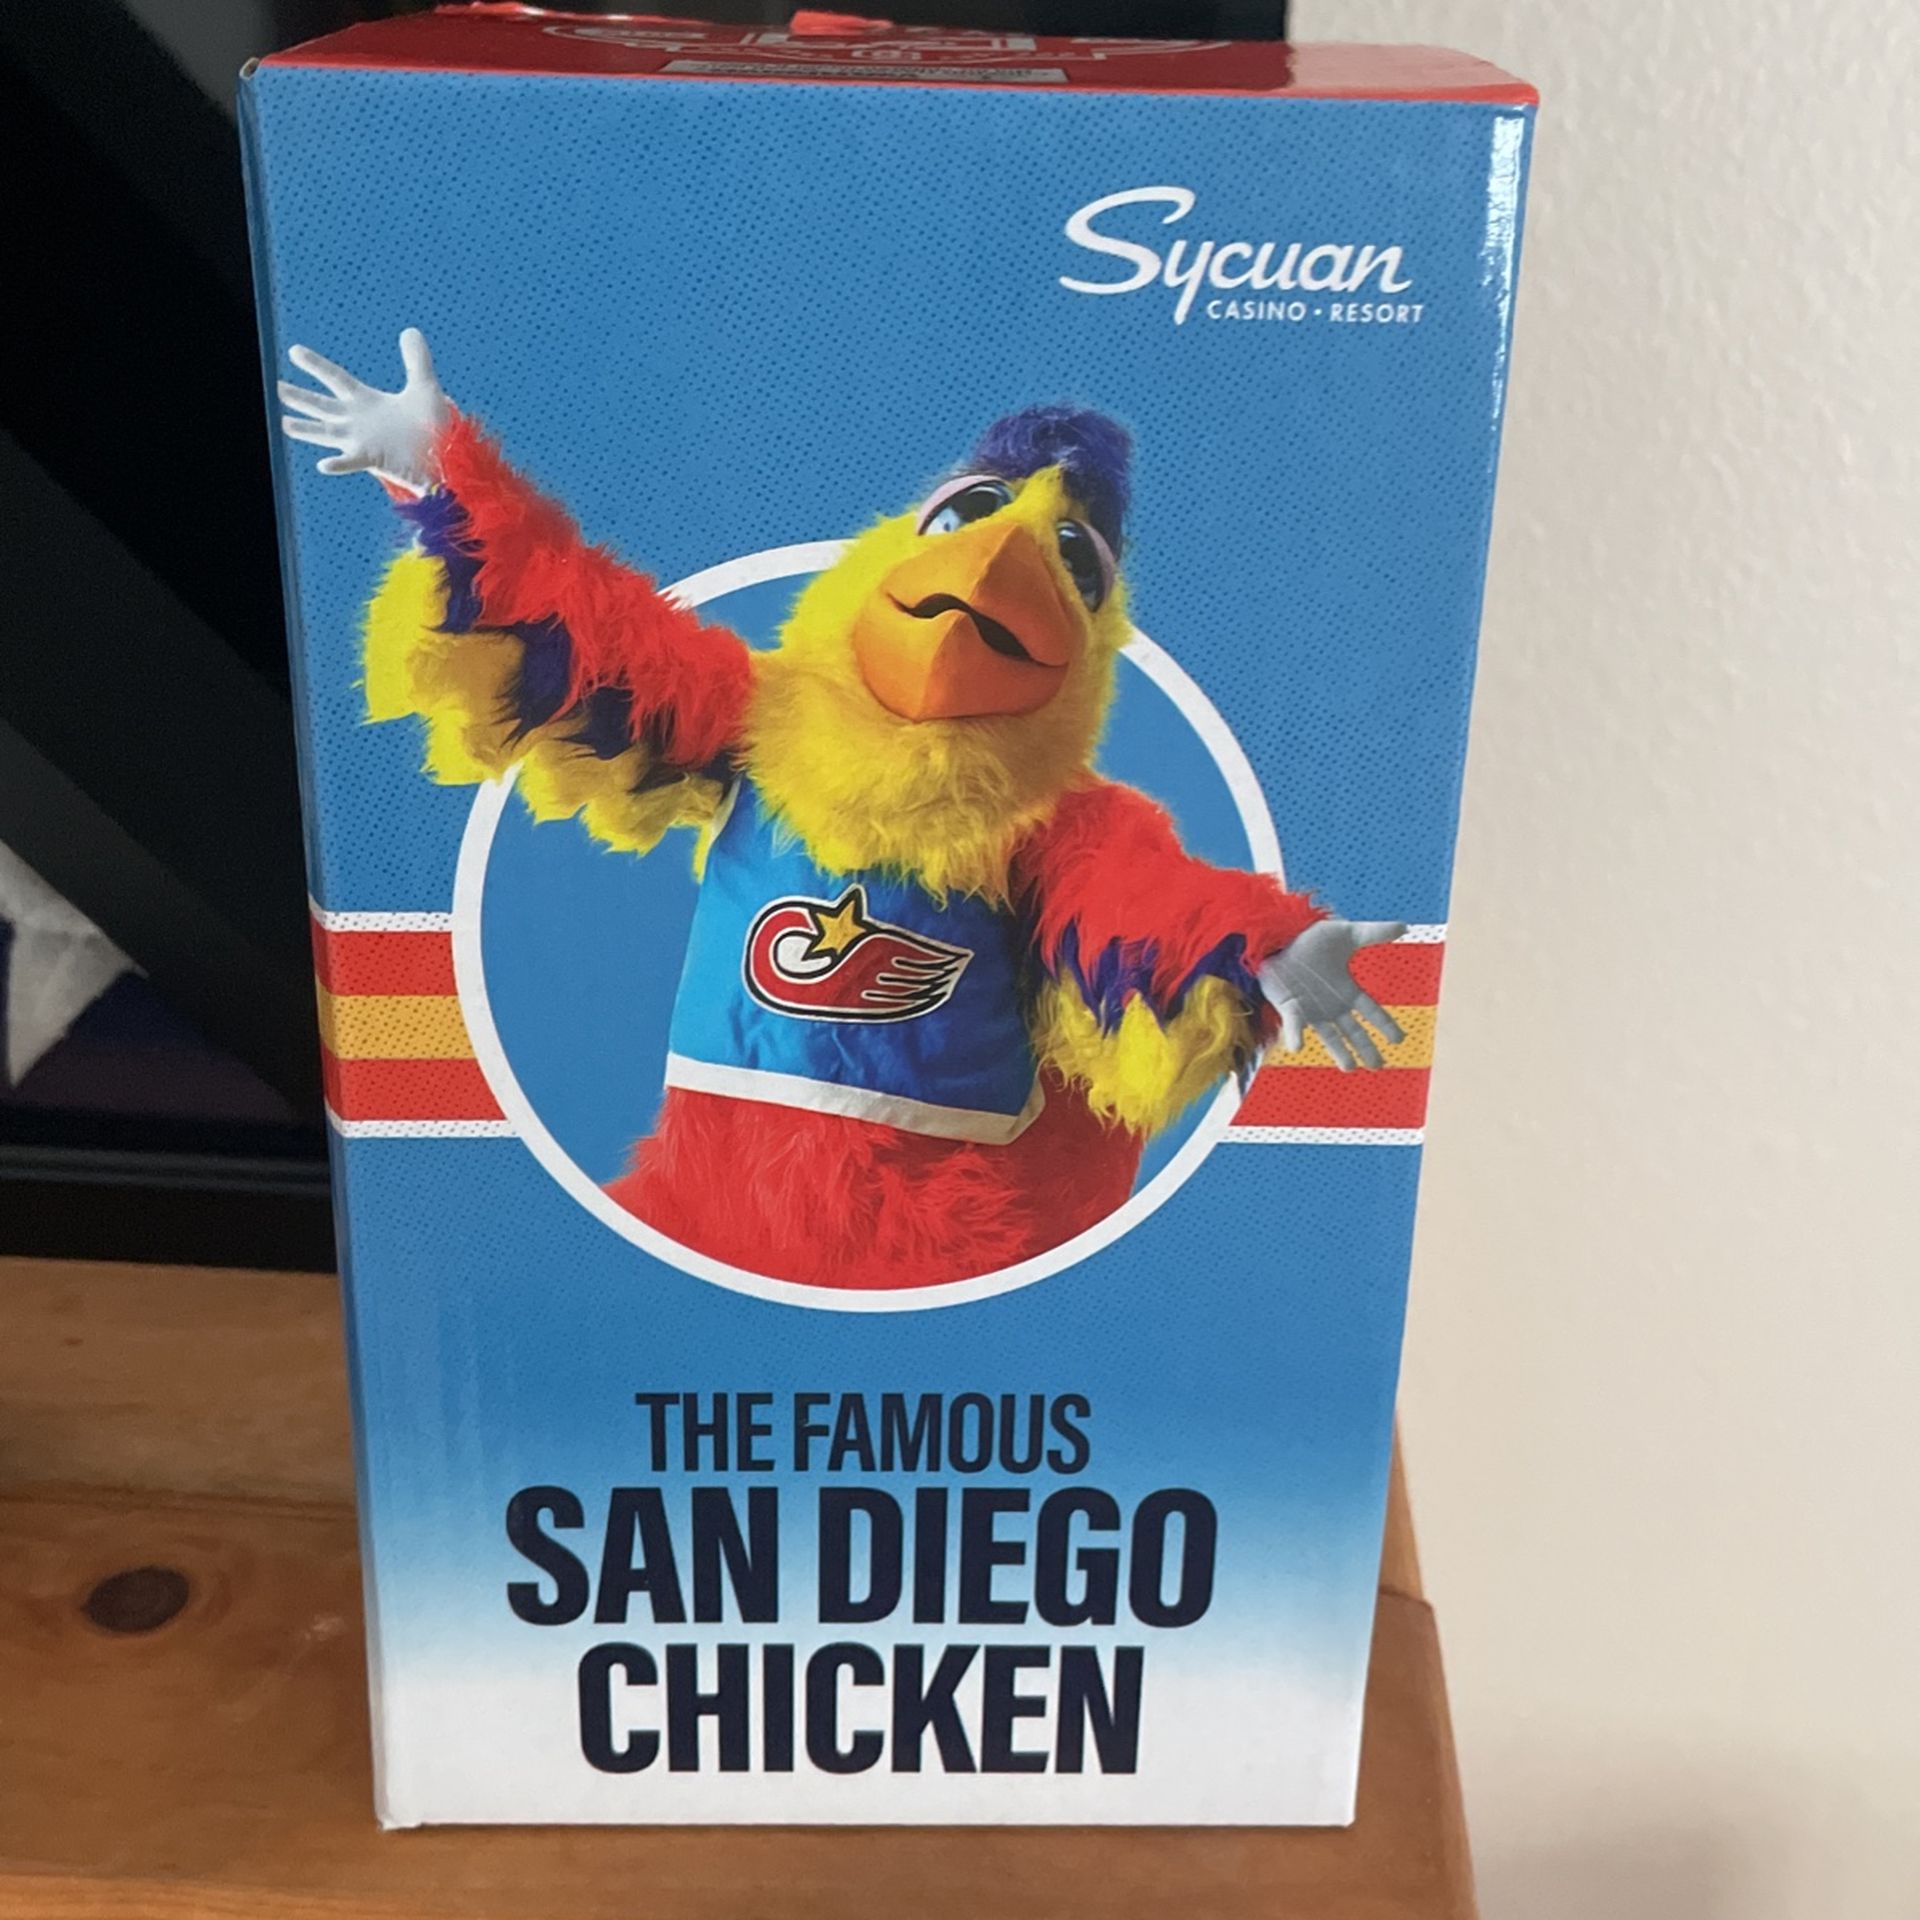 Sycuan
CASINO • RESORT
THE FAMOUS
SAN DIEGO
CHICKEN